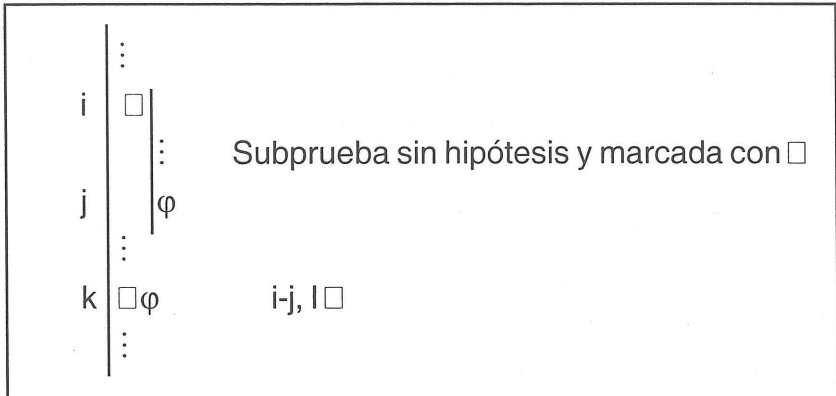 ⋮
i □
⋮ Subprueba sin hipótesis y marcada con □
j φ
⋮
k □φ i-j, I□
⋮